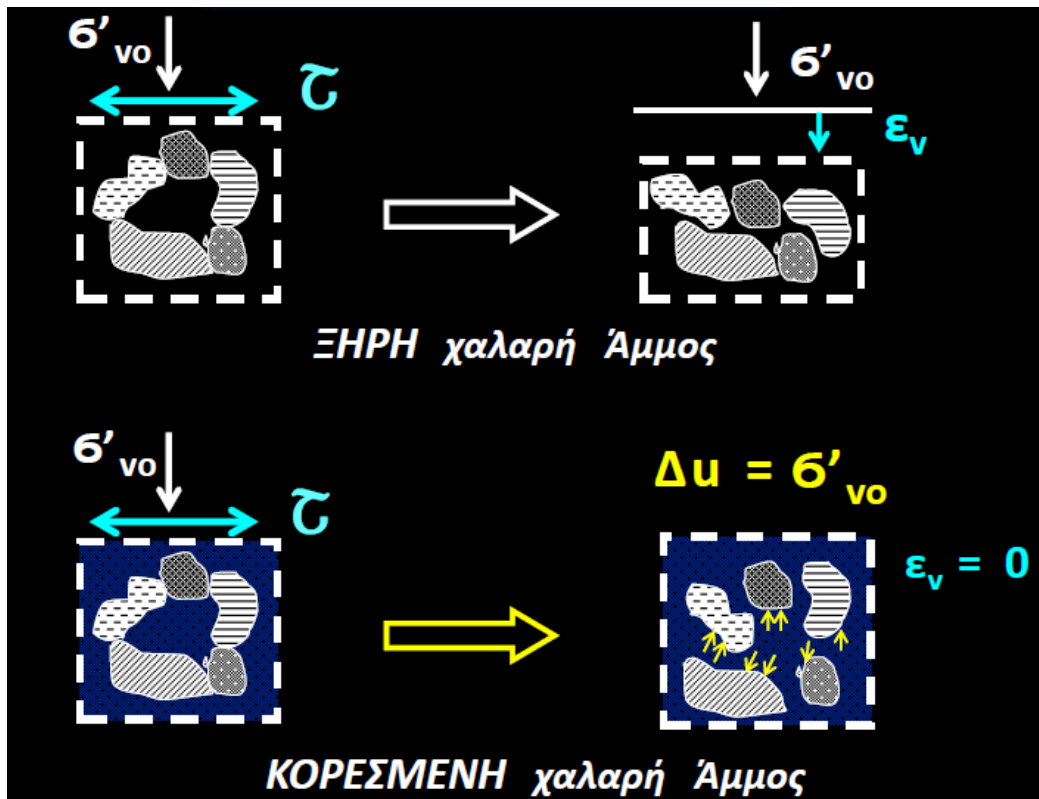 σ'vo
τ
σ'vo
εv
ΞΗΡΗ χαλαρή Άμμος
σ'vo
τ
Δu = σ'vo
εv = 0
ΚΟΡΕΣΜΕΝΗ χαλαρή Άμμος